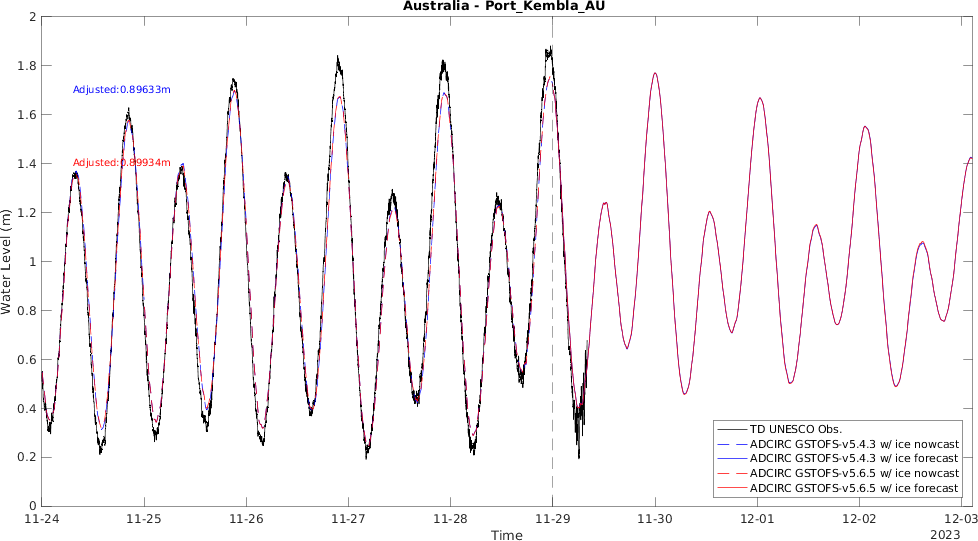 Australia - Port_Kembla_AU
2
1.8
1.6
1.4
1.2
1
0.8
0.6
0.4
0.2
0
Water Level (m)
Adjusted:0.89633m
Adjusted:0.89934m
TD UNESCO Obs.
ADCIRC GSTOFS-v5.4.3 w/ ice nowcast
ADCIRC GSTOFS-v5.4.3 w/ ice forecast
ADCIRC GSTOFS-v5.6.5 w/ ice nowcast
ADCIRC GSTOFS-v5.6.5 w/ ice forecast
11-24 11-25 11-26 11-27 11-28 11-29 11-30 12-01 12-02 12-03
2023
Time